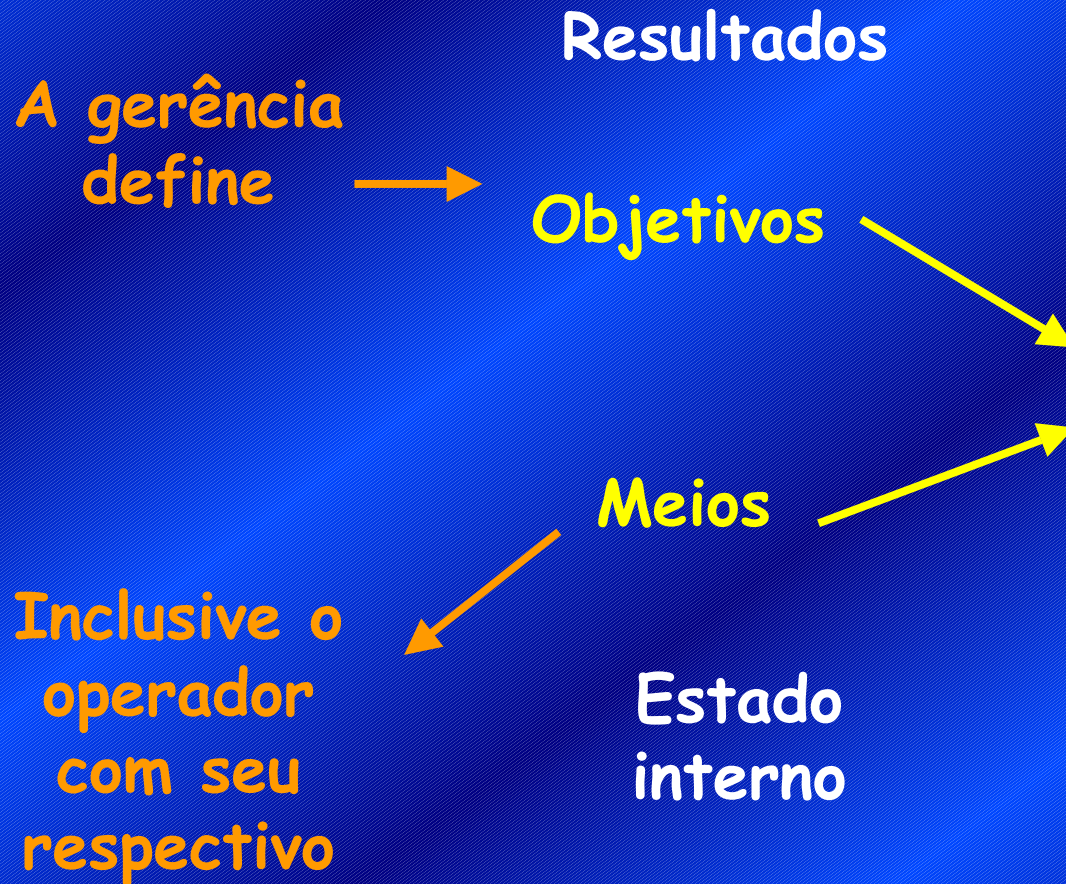 Resultados
A gerência
define
Objetivos
Meios
Inclusive o
operador
com seu
respectivo
Estado
interno